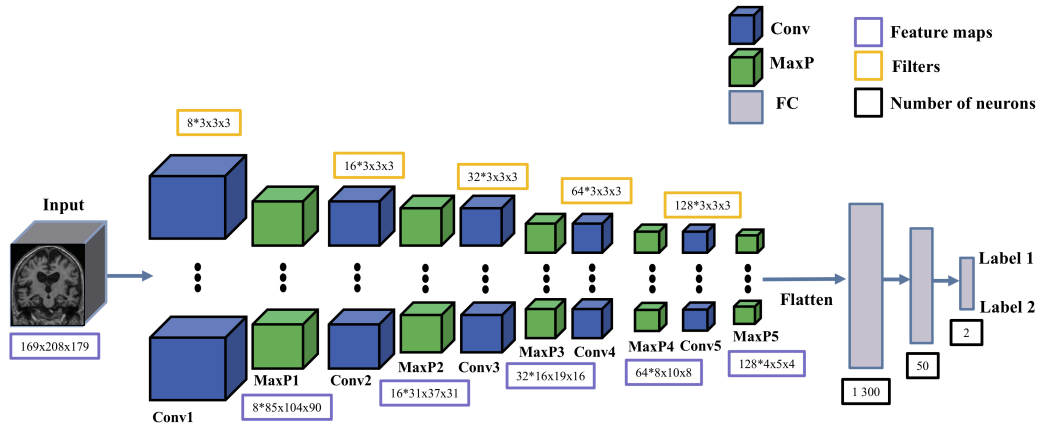 Conv
Feature maps
MaxP
Filters
FC
Number of neurons
8*3x3x3
16*3x3x3
32*3x3x3
64*3x3x3
128*3x3x3
Input
169x208x179
Conv1
MaxP1
8*85x104x90
Conv2
MaxP2
16*31x37x31
Conv3
MaxP3
32*16x19x16
Conv4
MaxP4
64*8x10x8
Conv5
MaxP5
128*4x5x4
Flatten
1 300
50
2
Label 1
Label 2